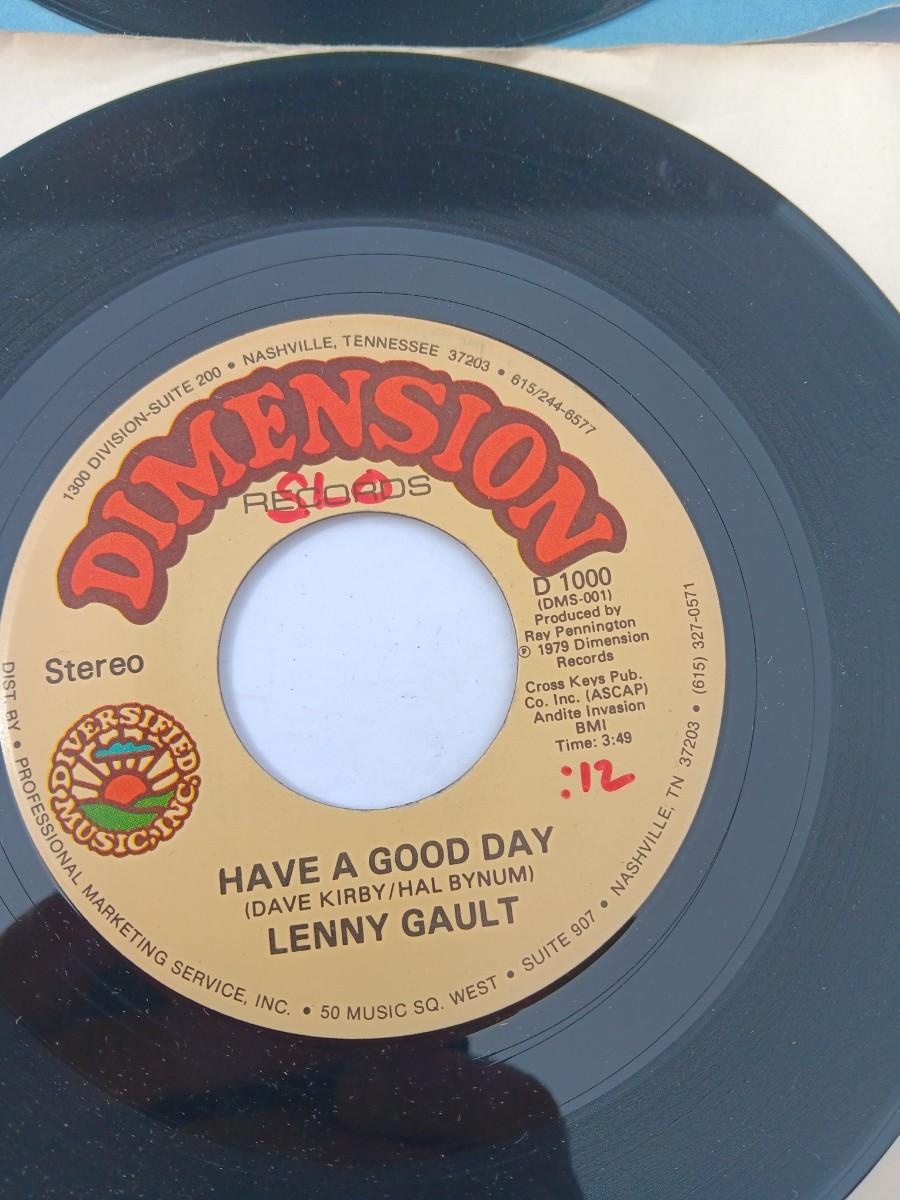 1300 DIVISION-SUITE 200 • NASHVILLE, TENNESSEE 37203 • 615/244-6577
DIMENSION
RECORDS
SLO
D 1000
(DMS-001)
Produced by
Ray Pennington
℗ 1979 Dimension
Records
Cross Keys Pub.
Co. Inc. (ASCAP)
Andite Invasion
BMI
Time: 3:49
:12
Stereo
DIVERSIFIED
MUSIC, INC.
HAVE A GOOD DAY
(DAVE KIRBY/HAL BYNUM)
LENNY GAULT
DIST. BY • PROFESSIONAL MARKETING SERVICE, INC. • 50 MUSIC SQ. WEST • SUITE 907 • NASHVILLE, TN 37203 • (615) 327-0571